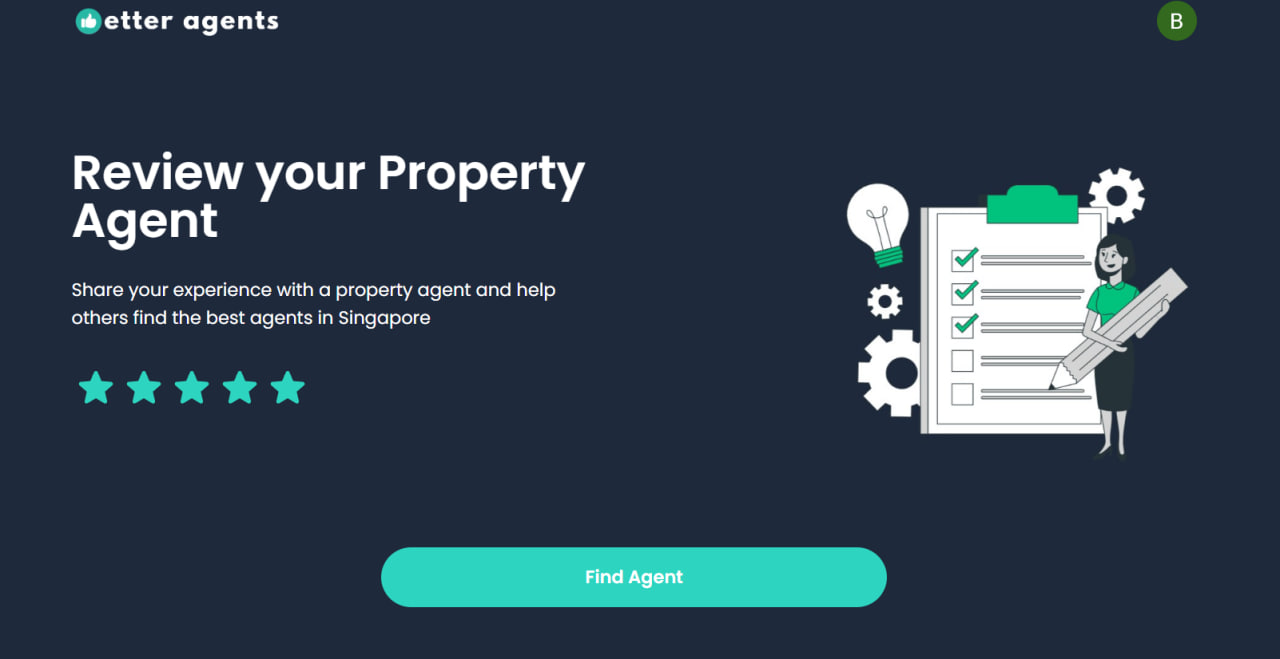 etter agents
B
Review your Property
Agent
Share your experience with a property agent and help
others find the best agents in Singapore
Find Agent